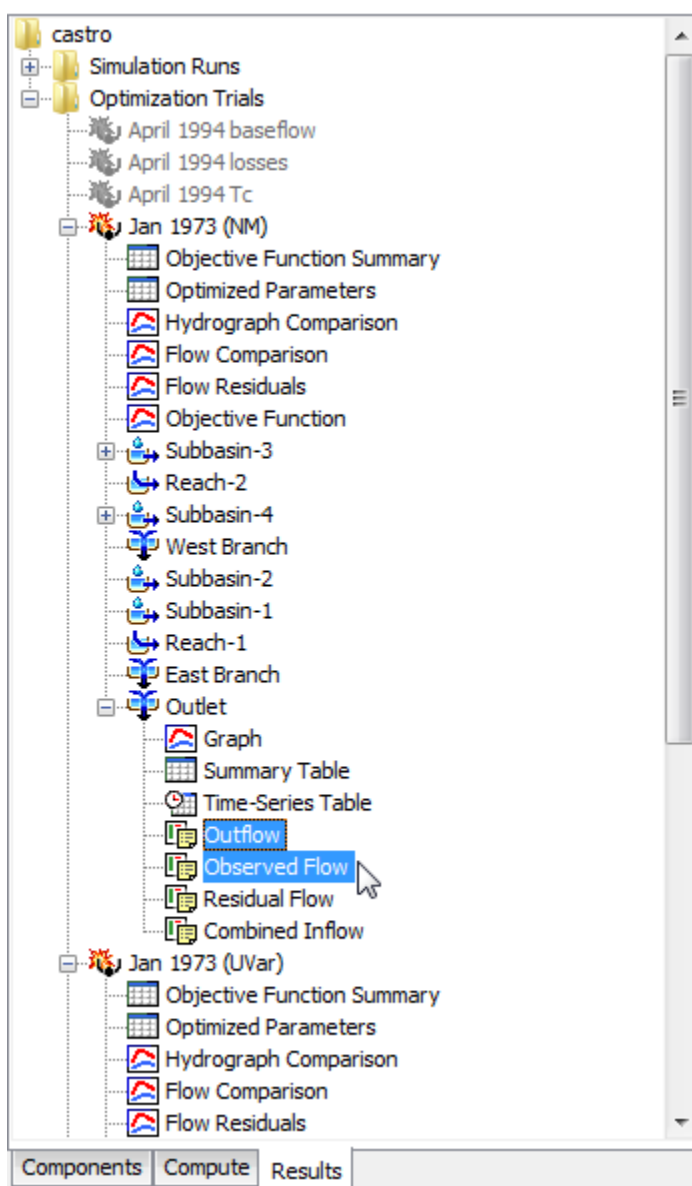 castro
Simulation Runs
Optimization Trials
April 1994 baseflow
April 1994 losses
April 1994 Tc
Jan 1973 (NM)
Objective Function Summary
Optimized Parameters
Hydrograph Comparison
Flow Comparison
Flow Residuals
Objective Function
Subbasin-3
Reach-2
Subbasin-4
West Branch
Subbasin-2
Subbasin-1
Reach-1
East Branch
Outlet
Graph
Summary Table
Time-Series Table
Outflow
Observed Flow
Residual Flow
Combined Inflow
Jan 1973 (UVar)
Objective Function Summary
Optimized Parameters
Hydrograph Comparison
Flow Comparison
Flow Residuals
Components Compute Results